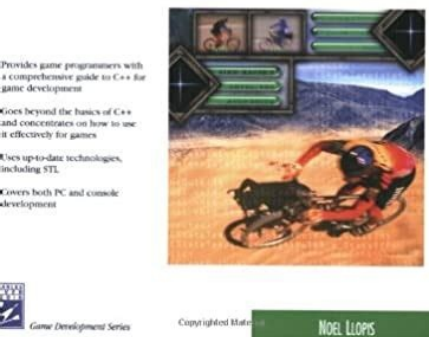 Provides game programmers with
a comprehensive guide to C++ for
game development
Goes beyond the basics of C++
and concentrates on how to use
it effectively for games
Uses up-to-date technologies,
including STL
Covers both PC and console
development
Game Development Series
Copyrighted Mate
NOEL LLOPIS